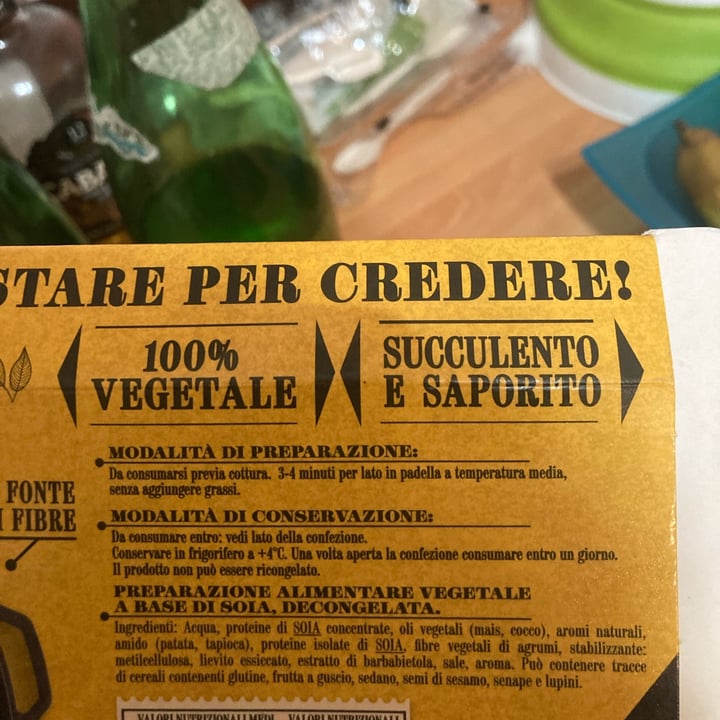 STARE PER CREDERE!
100%
VEGETALE
SUCCULENTO
E SAPORITO
FONTE
I FIBRE
MODALITÀ DI PREPARAZIONE:
Da consumarsi previa cottura. 3-4 minuti per lato in padella a temperatura media,
senza aggiungere grassi.
MODALITÀ DI CONSERVAZIONE:
Da consumare entro: vedi lato della confezione.
Conservare in frigorifero a +4°C. Una volta aperta la confezione consumare entro un giorno.
Il prodotto non può essere ricongelato.
PREPARAZIONE ALIMENTARE VEGETALE
A BASE DI SOIA, DECONGELATA.
Ingredienti: Acqua, proteine di SOIA concentrate, oli vegetali (mais, cocco), aromi naturali,
amido (patata, tapioca), proteine isolate di SOIA, fibre vegetali di agrumi, stabilizzante:
metilcellulosa, lievito essiccato, estratto di barbabietola, sale, aroma. Può contenere tracce
di cereali contenenti glutine, frutta a guscio, sedano, semi di sesamo, senape e lupini.
VALORI NUTRIZIONALI MEDI - VALORI NUTRIZIONALI